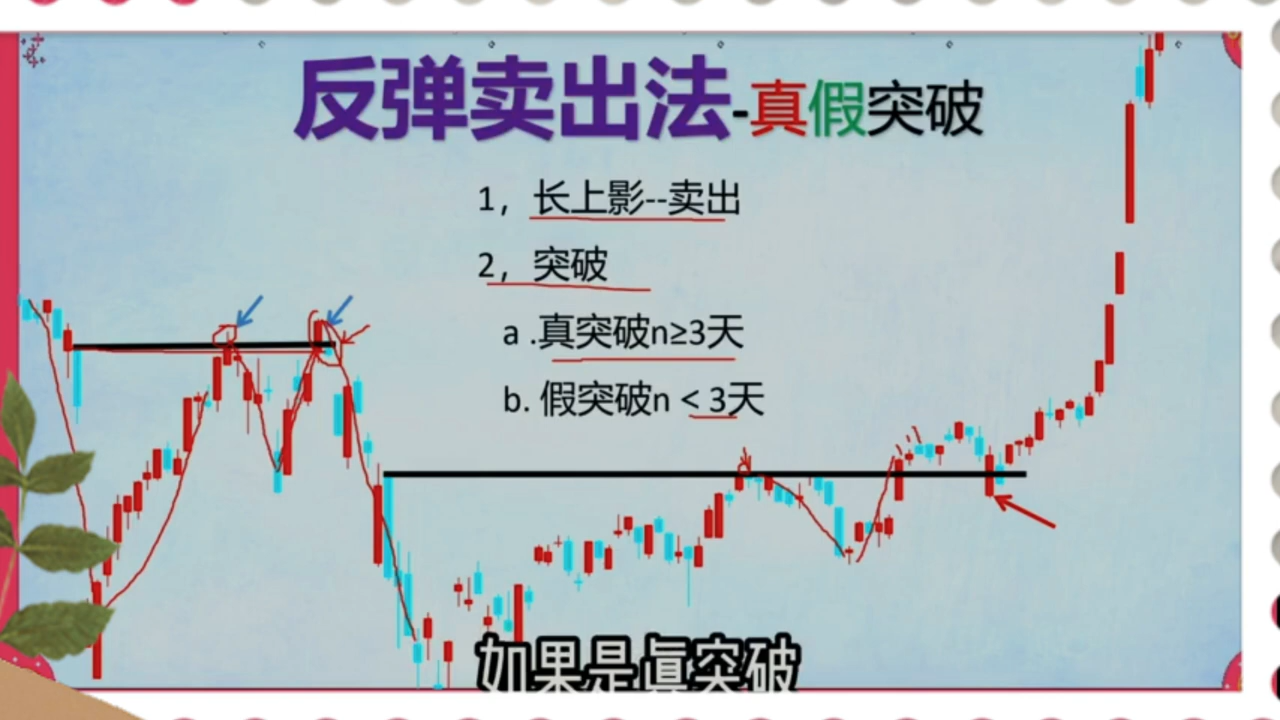 反弹卖出法-真假突破
1，长上影--卖出
2，突破
a .真突破n≥3天
b. 假突破n < 3天
如果是眞突破